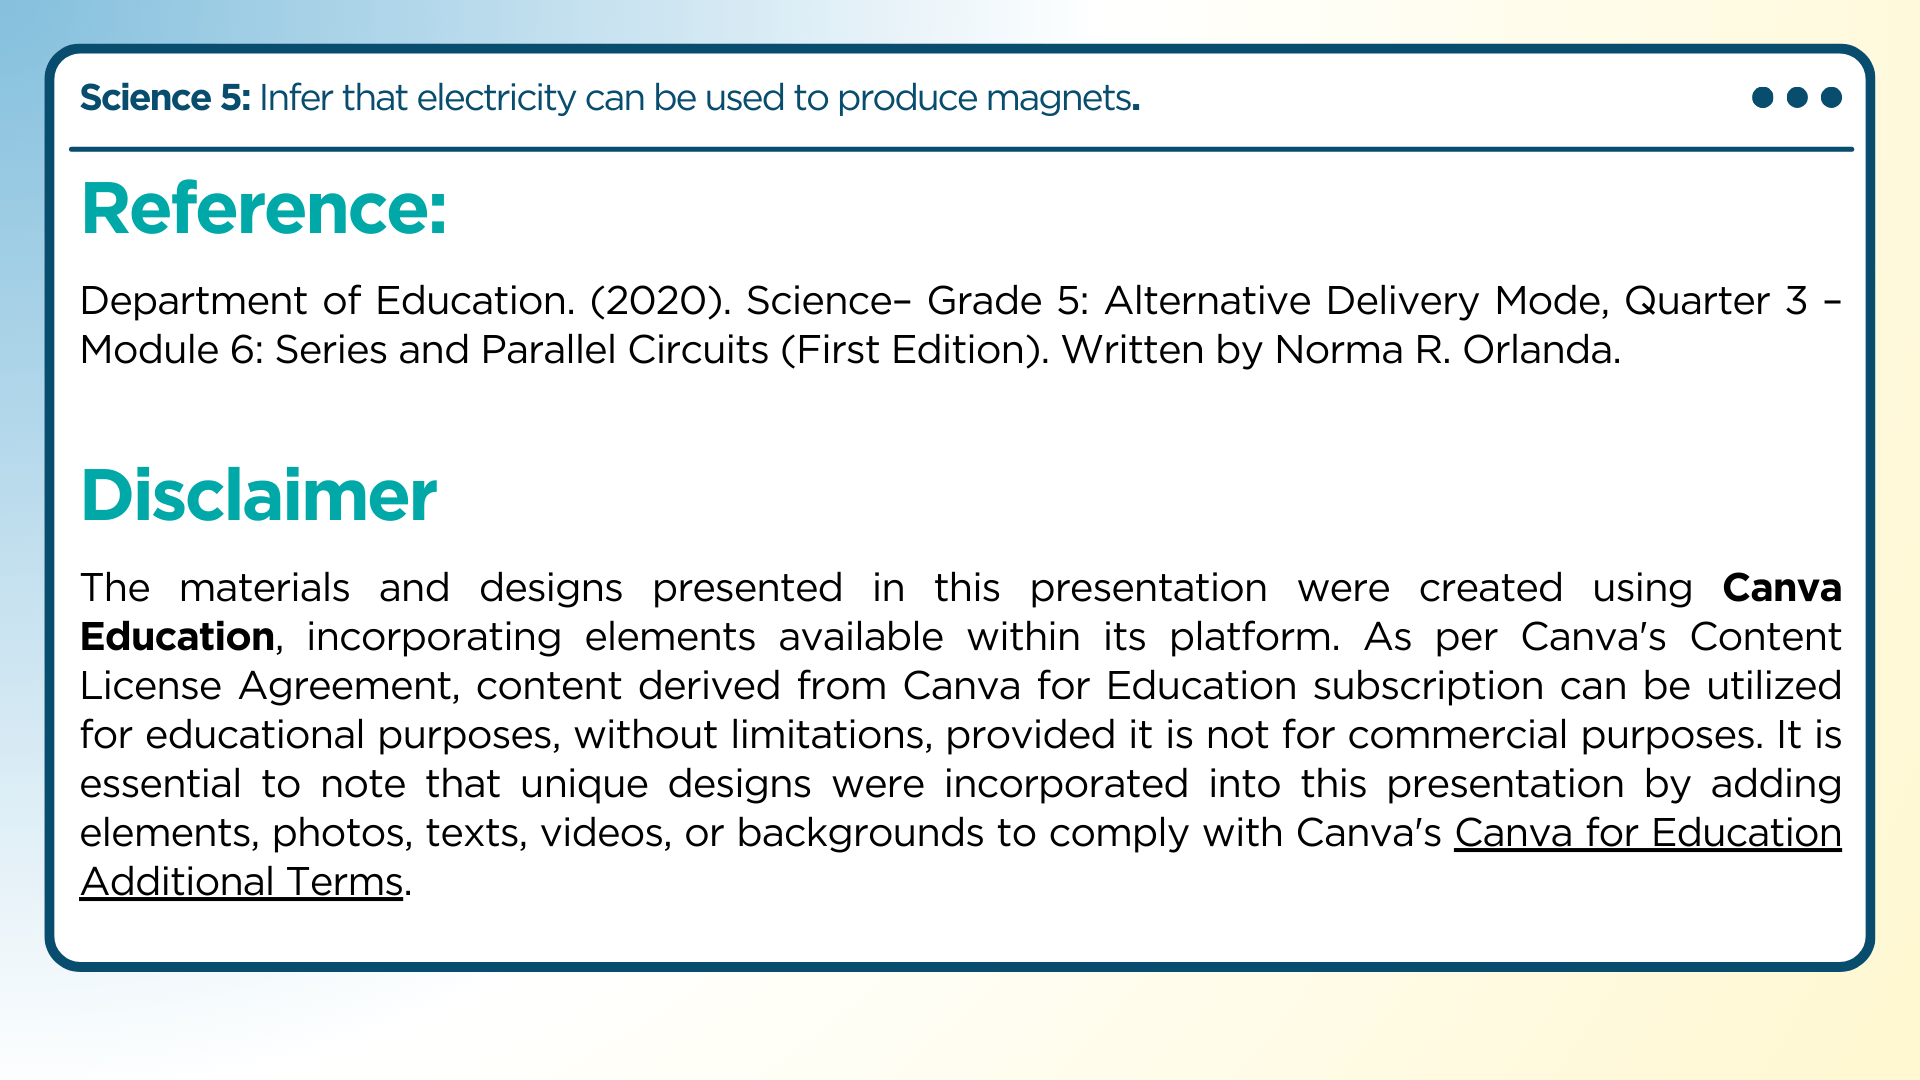 Science 5: Infer that electricity can be used to produce magnets.
Reference:
Department of Education. (2020). Science– Grade 5: Alternative Delivery Mode, Quarter 3 –
Module 6: Series and Parallel Circuits (First Edition). Written by Norma R. Orlanda.
Disclaimer
The materials and designs presented in this presentation were created using Canva
Education, incorporating elements available within its platform. As per Canva's Content
License Agreement, content derived from Canva for Education subscription can be utilized
for educational purposes, without limitations, provided it is not for commercial purposes. It is
essential to note that unique designs were incorporated into this presentation by adding
elements, photos, texts, videos, or backgrounds to comply with Canva's Canva for Education
Additional Terms.